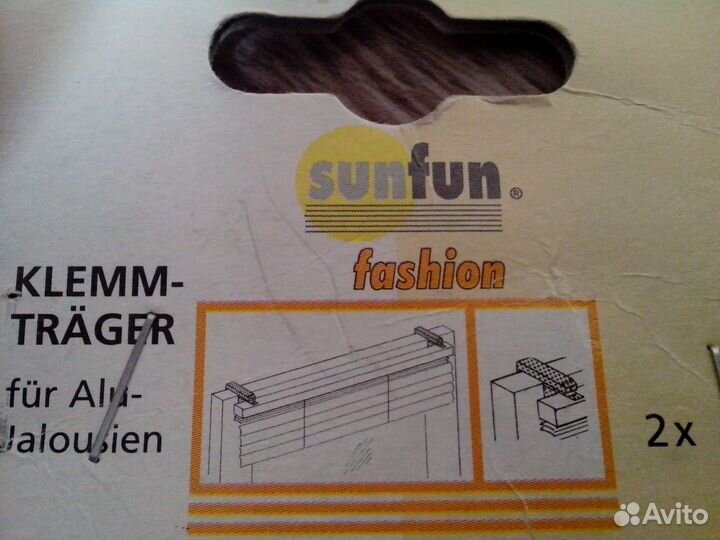 sunfun ®
fashion
KLEMM-
TRÄGER
für Alu-
Jalousien
2x
Avito